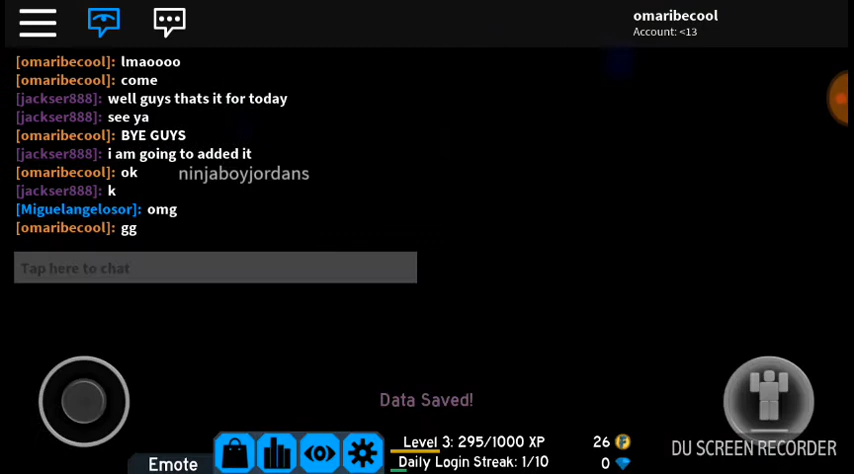 omaribecool
Account: <13
[omaribecool]: lmaoooo
[omaribecool]: come
[jackser888]: well guys thats it for today
[jackser888]: see ya
[omaribecool]: BYE GUYS
[jackser888]: i am going to added it
[omaribecool]: ok
ninjaboyjordans
[jackser888]: k
[Miguelangelosor]: omg
[omaribecool]: gg
Tap here to chat
Data Saved!
Level 3: 295/1000 XP
26
DU SCREEN RECORDER
Emote
Daily Login Streak: 1/10
0